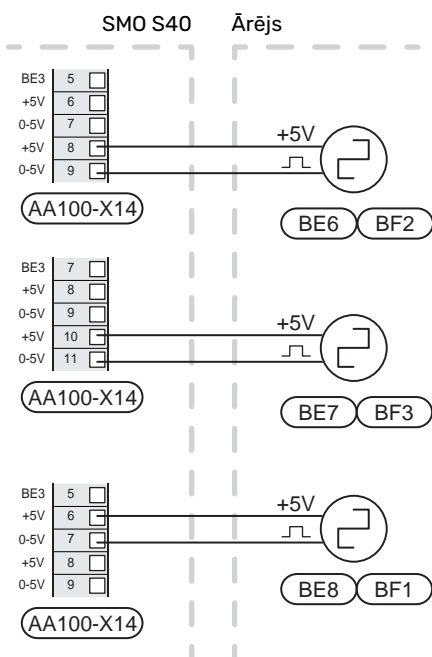 SMO S40 Ārējs
BE3 5
+5V 6
0-5V 7
+5V 8
0-5V 9
+5V
AA100-X14
BE6 BF2
BE3 7
+5V 8
0-5V 9
+5V 10
0-5V 11
+5V
AA100-X14
BE7 BF3
BE3 5
+5V 6
0-5V 7
+5V 8
0-5V 9
+5V
AA100-X14
BE8 BF1